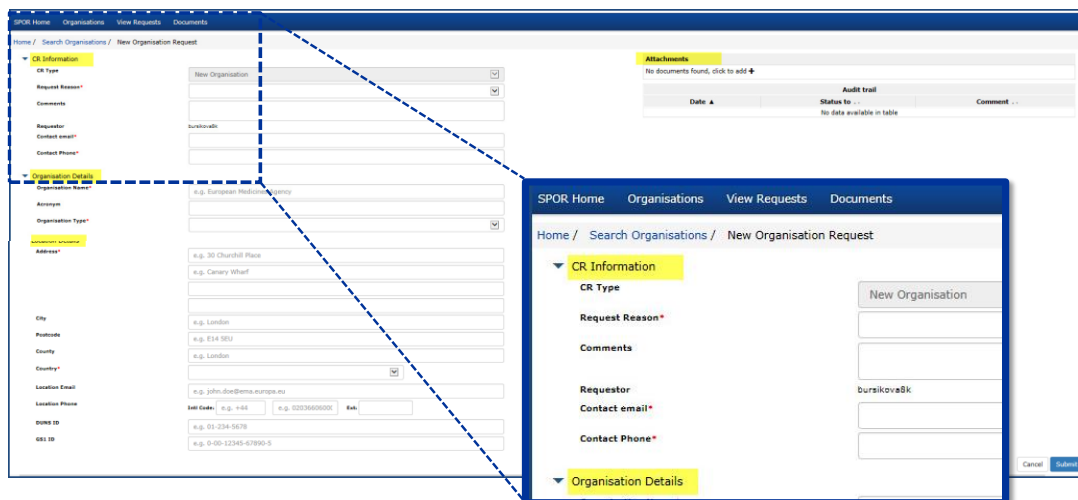 SPOR Home Organisations View Requests Documents
Home / Search Organisations / New Organisation Request
CR Information
CR Type New Organisation
Request Reason*
Comments
Requestor bursikova8k
Contact email*
Contact Phone*
Organisation Details
Organisation Name* e.g. European Medicines Agency
Acronym
Organisation Type*
Location Details
Address* e.g. 30 Churchill Place
e.g. Canary Wharf
City e.g. London
Postcode e.g. E14 5EU
County e.g. London
Country*
Location Email e.g. john.doe@ema.europa.eu
Location Phone Intl Code: e.g. +44 e.g. 0203660600 Ext:
DUNS ID e.g. 01-234-5678
GS1 ID e.g. 0-00-12345-67890-5
Attachments
No documents found, click to add +
Audit trail
Date ▲ Status to Comment
No data available in table
SPOR Home Organisations View Requests Documents
Home / Search Organisations / New Organisation Request
CR Information
CR Type New Organisation
Request Reason*
Comments
Requestor bursikova8k
Contact email*
Contact Phone*
Organisation Details
Cancel Submit